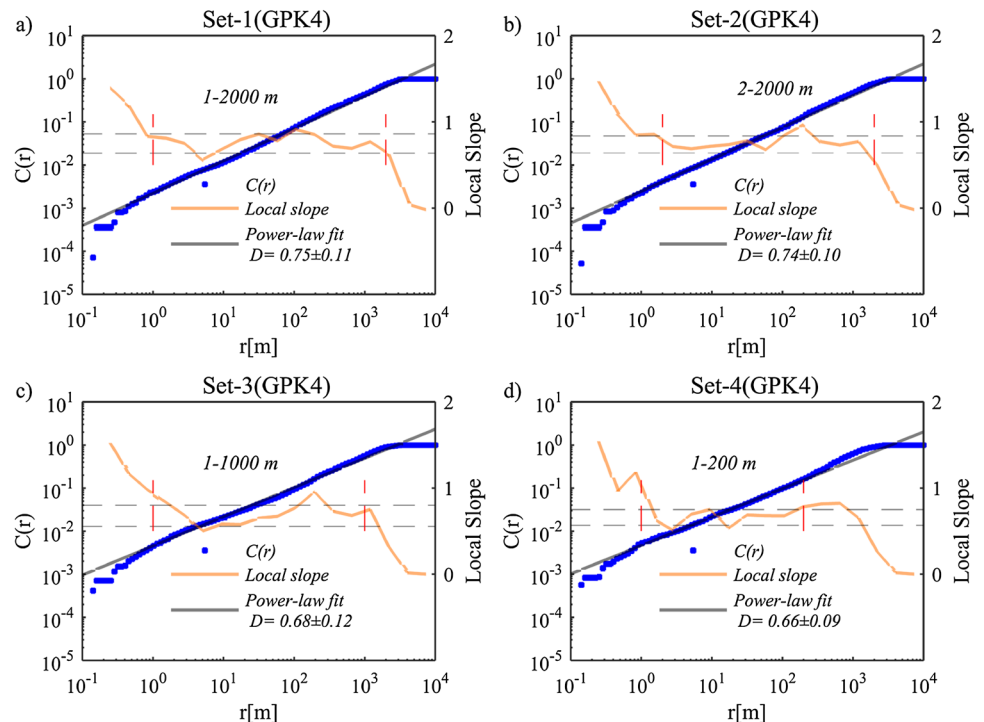 a)
Set-1(GPK4)
10^1
10^0
10^-1
10^-2
10^-3
10^-4
10^-5
C(r)
1-2000 m
C(r)
Local slope
Power-law fit
D= 0.75±0.11
2
1
0
Local Slope
10^-1 10^0 10^1 10^2 10^3 10^4
r[m]
b)
Set-2(GPK4)
10^1
10^0
10^-1
10^-2
10^-3
10^-4
10^-5
C(r)
2-2000 m
C(r)
Local slope
Power-law fit
D= 0.74±0.10
2
1
0
Local Slope
10^-1 10^0 10^1 10^2 10^3 10^4
r[m]
c)
Set-3(GPK4)
10^1
10^0
10^-1
10^-2
10^-3
10^-4
10^-5
C(r)
1-1000 m
C(r)
Local slope
Power-law fit
D= 0.68±0.12
2
1
0
Local Slope
10^-1 10^0 10^1 10^2 10^3 10^4
r[m]
d)
Set-4(GPK4)
10^1
10^0
10^-1
10^-2
10^-3
10^-4
10^-5
C(r)
1-200 m
C(r)
Local slope
Power-law fit
D= 0.66±0.09
2
1
0
Local Slope
10^-1 10^0 10^1 10^2 10^3 10^4
r[m]